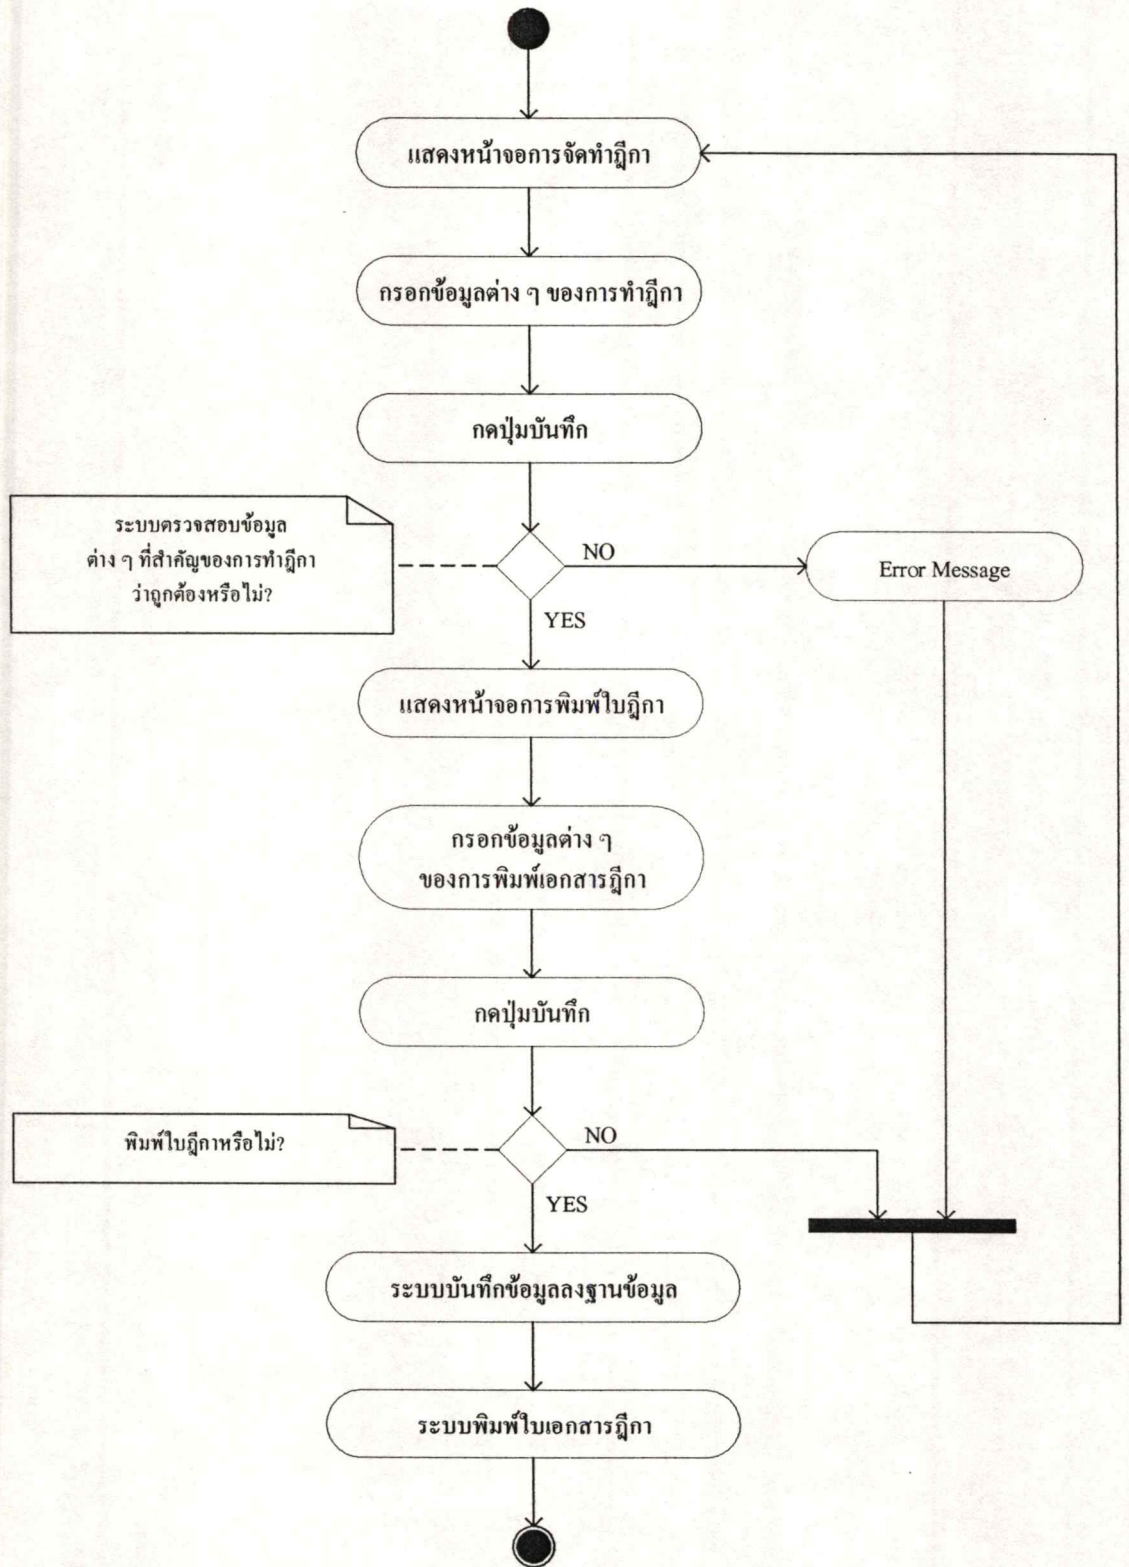 แสดงหน้าจอการจัดทำฎีกา
กรอกข้อมูลต่าง ๆ ของการทำฎีกา
กดปุ่มบันทึก
ระบบตรวจสอบข้อมูล
ต่าง ๆ ที่สำคัญของการทำฎีกา
ว่าถูกต้องหรือไม่?
NO
Error Message
YES
แสดงหน้าจอการพิมพ์ใบฎีกา
กรอกข้อมูลต่าง ๆ
ของการพิมพ์เอกสารฎีกา
กดปุ่มบันทึก
พิมพ์ใบฎีกาหรือไม่?
NO
YES
ระบบบันทึกข้อมูลลงฐานข้อมูล
ระบบพิมพ์ใบเอกสารฎีกา